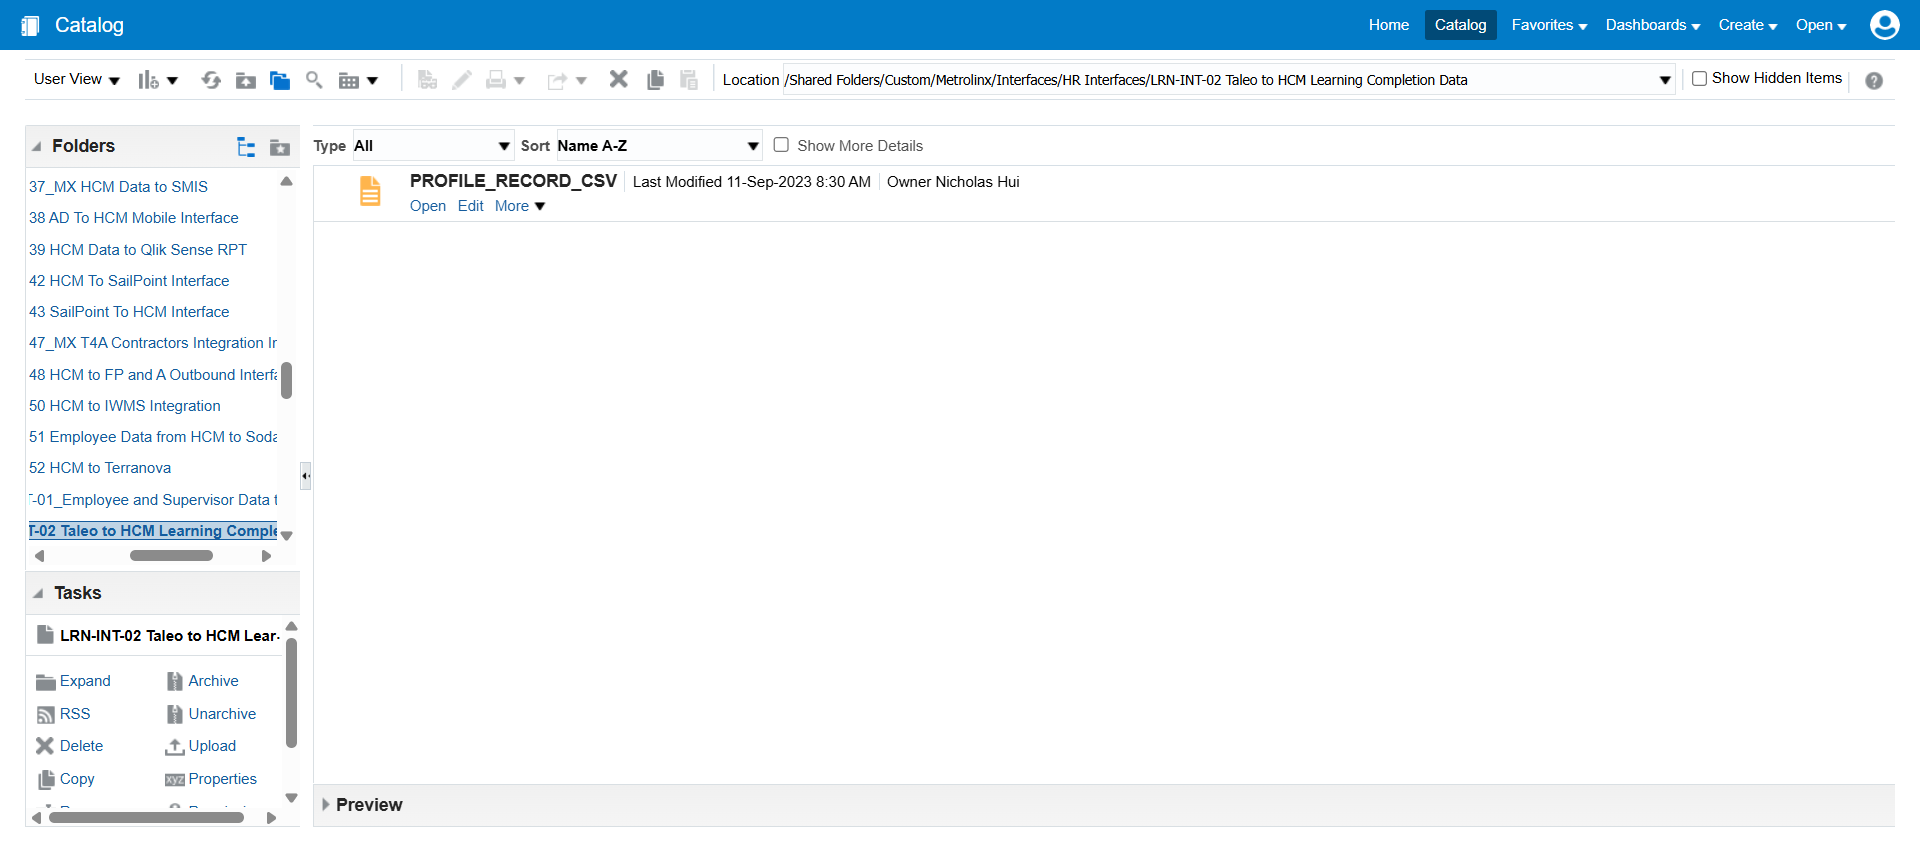 Catalog
Home Catalog Favorites Dashboards Create Open
User View
Location /Shared Folders/Custom/Metrolinx/Interfaces/HR Interfaces/LRN-INT-02 Taleo to HCM Learning Completion Data
Show Hidden Items
Folders
37_MX HCM Data to SMIS
38 AD To HCM Mobile Interface
39 HCM Data to Qlik Sense RPT
42 HCM To SailPoint Interface
43 SailPoint To HCM Interface
47_MX T4A Contractors Integration
48 HCM to FP and A Outbound
50 HCM to IWMS Integration
51 Employee Data from HCM to
52 HCM to Terranova
-01_Employee and Supervisor Data
T-02 Taleo to HCM Learning
Tasks
LRN-INT-02 Taleo to HCM Lear
Expand Archive
RSS Unarchive
Delete Upload
Copy xyz Properties
Type All Sort Name A-Z Show More Details
PROFILE_RECORD_CSV Last Modified 11-Sep-2023 8:30 AM Owner Nicholas Hui
Open Edit More
Preview